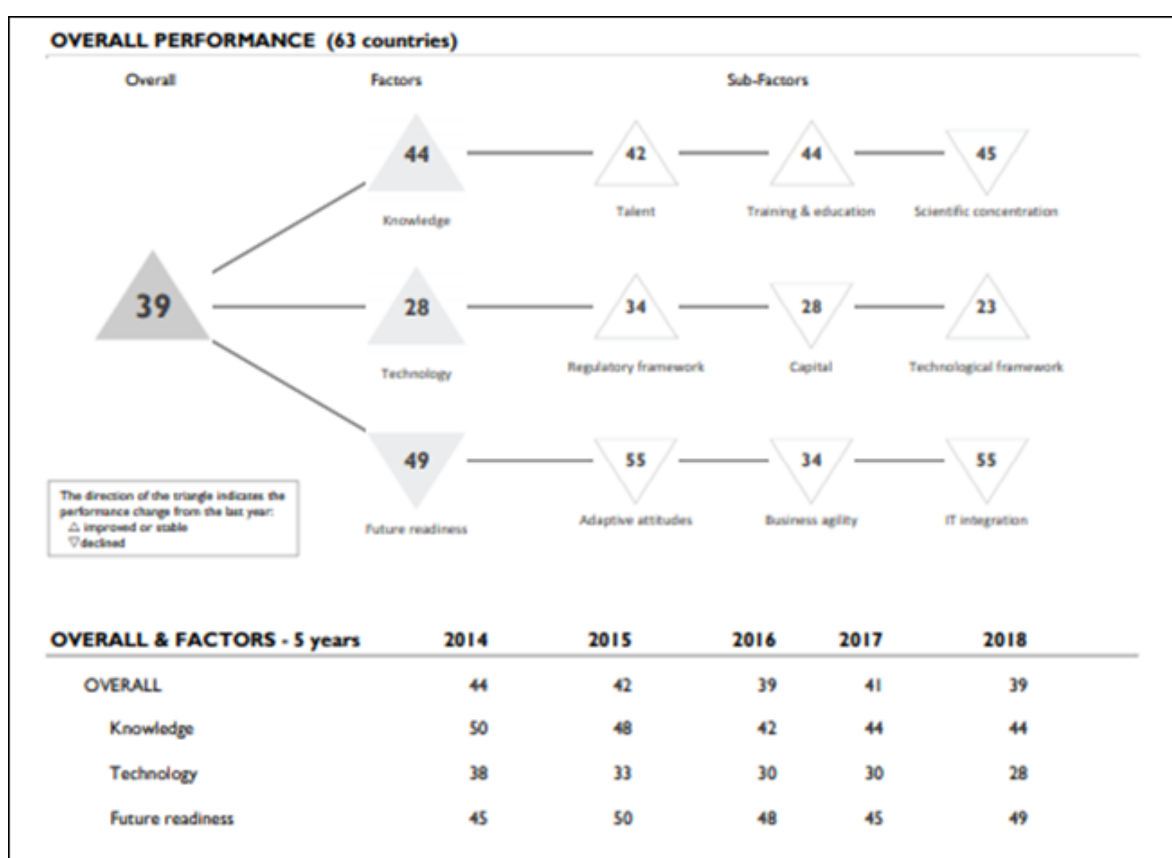 OVERALL PERFORMANCE (63 countries)
Overall Factors Sub-Factors
44 42 44 45
Knowledge Talent Training & education Scientific concentration
39 28 34 28 23
Technology Regulatory framework Capital Technological framework
49 55 34 55
Future readiness Adaptive attitudes Business agility IT integration
The direction of the triangle indicates the
performance change from the last year:
△ improved or stable
▽declined
OVERALL & FACTORS - 5 years 2014 2015 2016 2017 2018
OVERALL 44 42 39 41 39
Knowledge 50 48 42 44 44
Technology 38 33 30 30 28
Future readiness 45 50 48 45 49